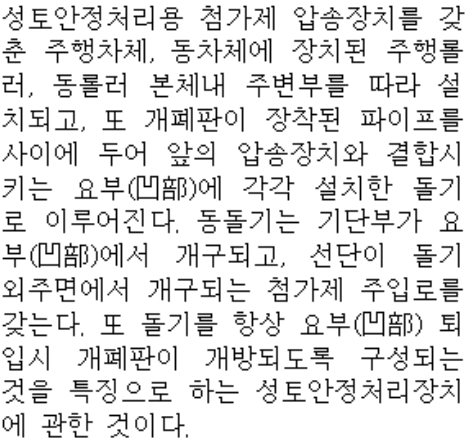 성토안정처리용 첨가제 압송장치를 갖
춘 주행차체, 동차체에 장치된 주행롤
러, 동롤러 본체내 주변부를 따라 설
치되고, 또 개폐판이 장착된 파이프를
사이에 두어 앞의 압송장치와 결합시
키는 요부(凹部)에 각각 설치한 돌기
로 이루어진다. 동돌기는 기단부가 요
부(凹部)에서 개구되고, 선단이 돌기
외주면에서 개구되는 첨가제 주입로를
갖는다. 또 돌기를 항상 요부(凹部) 퇴
입시 개폐판이 개방되도록 구성되는
것을 특징으로 하는 성토안정처리장치
에 관한 것이다.